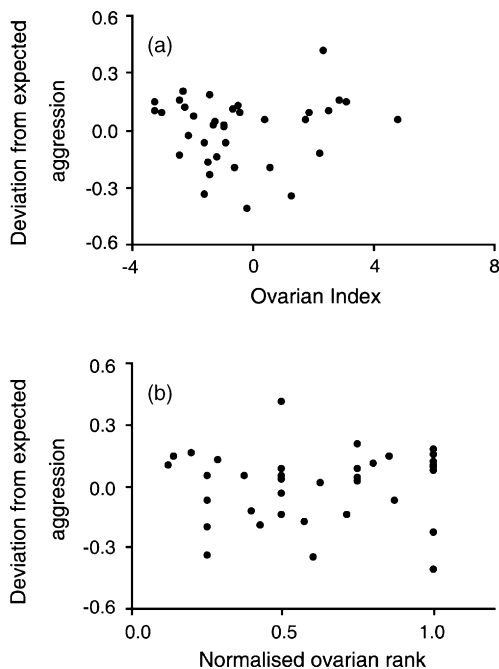 0.6
(a)
0.3
0.0
-0.3
-0.6
Deviation from expected
aggression
-4
0
4
8
Ovarian Index
0.6
(b)
0.3
0.0
-0.3
-0.6
Deviation from expected
aggression
0.0
0.5
1.0
Normalised ovarian rank